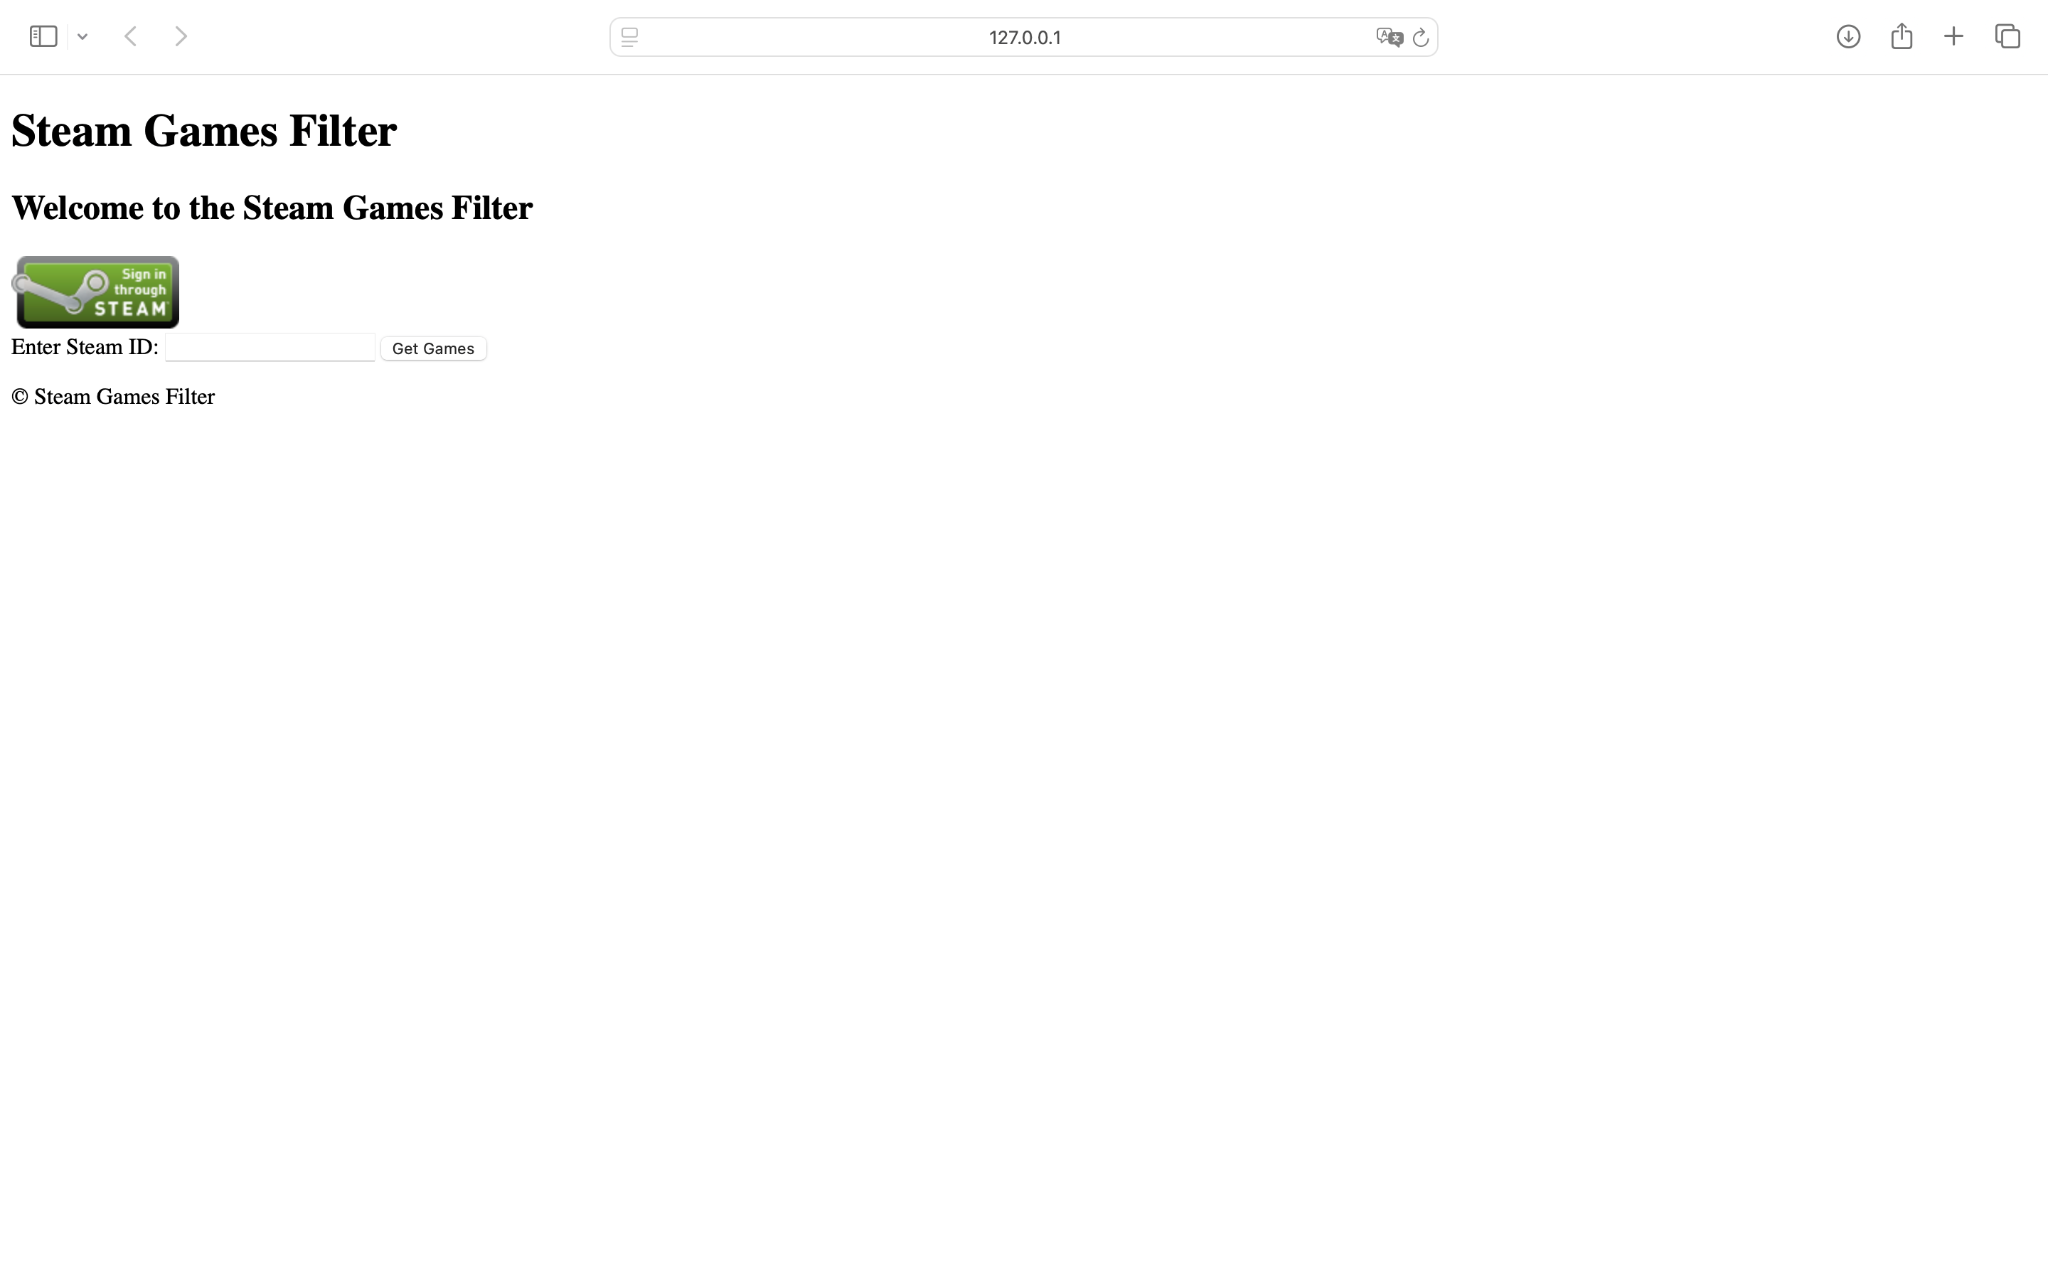 127.0.0.1
Steam Games Filter
Welcome to the Steam Games Filter
Sign in
through
STEAM
Enter Steam ID: Get Games
© Steam Games Filter